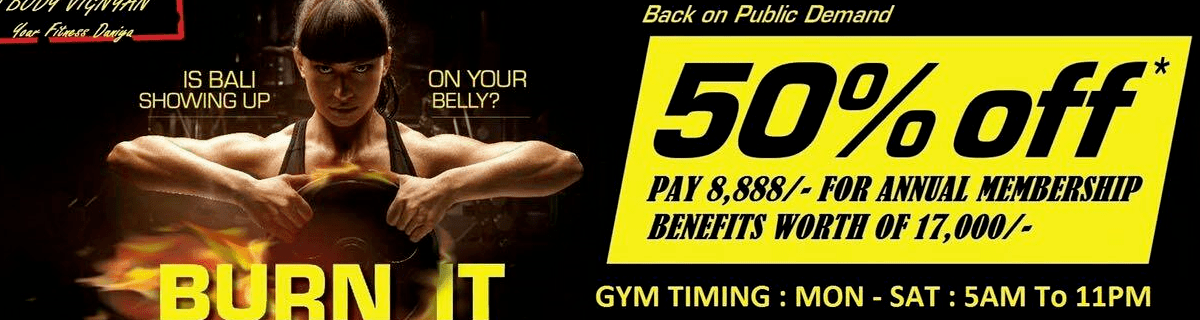 BODY VIGNYAN
Your Fitness Duniya
IS BALI
SHOWING UP
ON YOUR
BELLY?
BURN IT
Back on Public Demand
50% off*
PAY 8,888/- FOR ANNUAL MEMBERSHIP
BENEFITS WORTH OF 17,000/-
GYM TIMING : MON - SAT : 5AM To 11PM